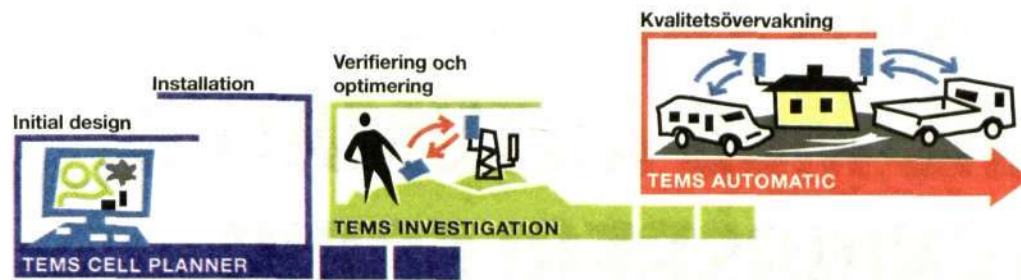 Initial design
Installation
TEMS CELL PLANNER
Verifiering och
optimering
TEMS INVESTIGATION
Kvalitetsövervakning
TEMS AUTOMATIC